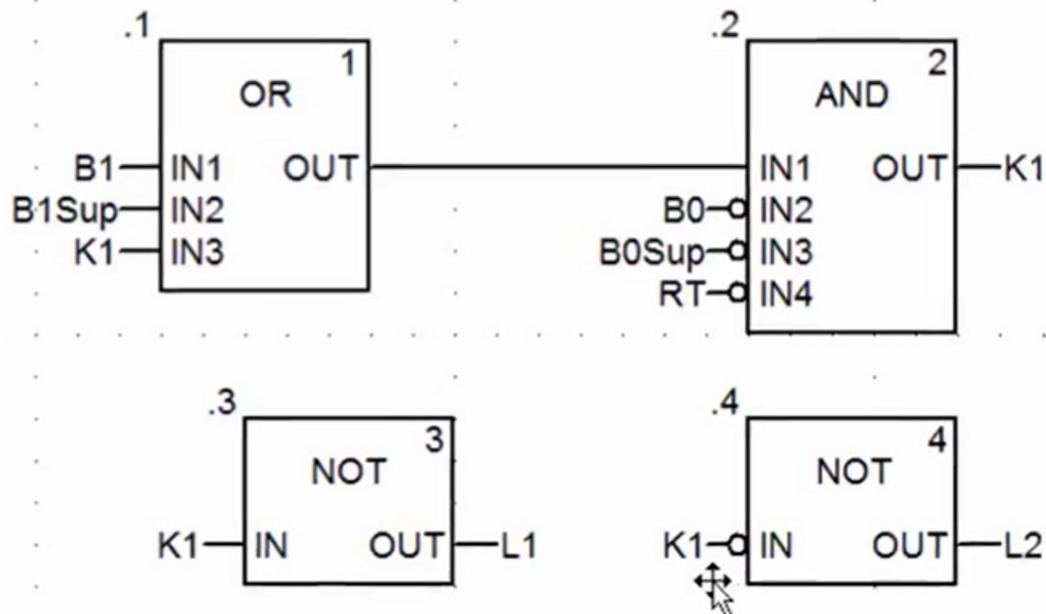 .1 .2
1 2
OR AND
B1 IN1 OUT IN1 OUT K1
B1Sup IN2 B0 IN2
K1 IN3 B0Sup IN3
RT IN4
.3 .4
3 4
NOT NOT
K1 IN OUT L1 K1 IN OUT L2